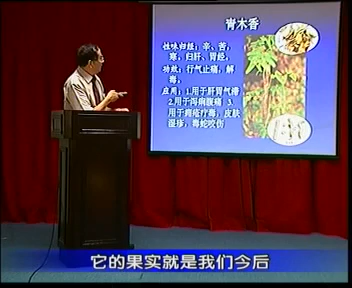 青木香
性味归经：辛、苦，
寒，归肝、胃经。
功效：行气止痛，解
毒。
应用：1.用于肝胃气滞
2.用于泻痢腹痛 3.
用于痈疮疔毒，皮肤
湿疹，毒蛇咬伤
它的果实就是我们今后